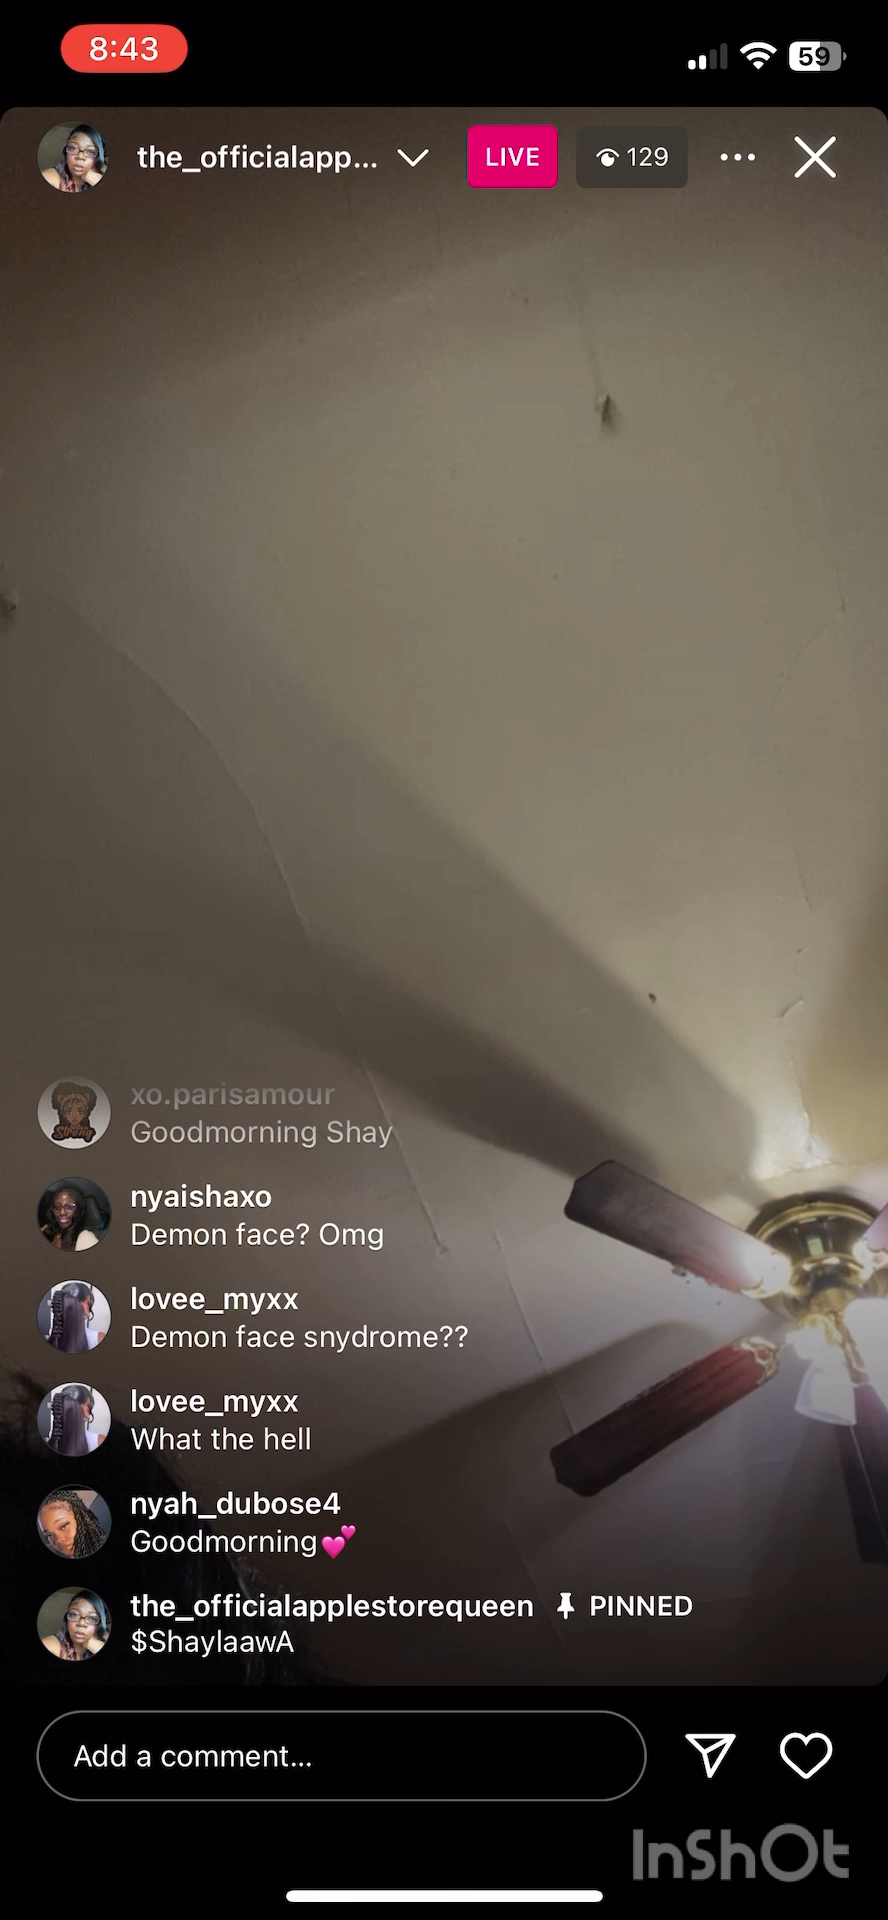 8:43
59
the_officialapp...
LIVE
129
xo.parisamour
Goodmorning Shay
nyaishaxo
Demon face? Omg
lovee_myxx
Demon face snydrome??
lovee_myxx
What the hell
nyah_dubose4
Goodmorning💕
the_officialapplestorequeen PINNED
$ShaylaawA
Add a comment...
InShOt